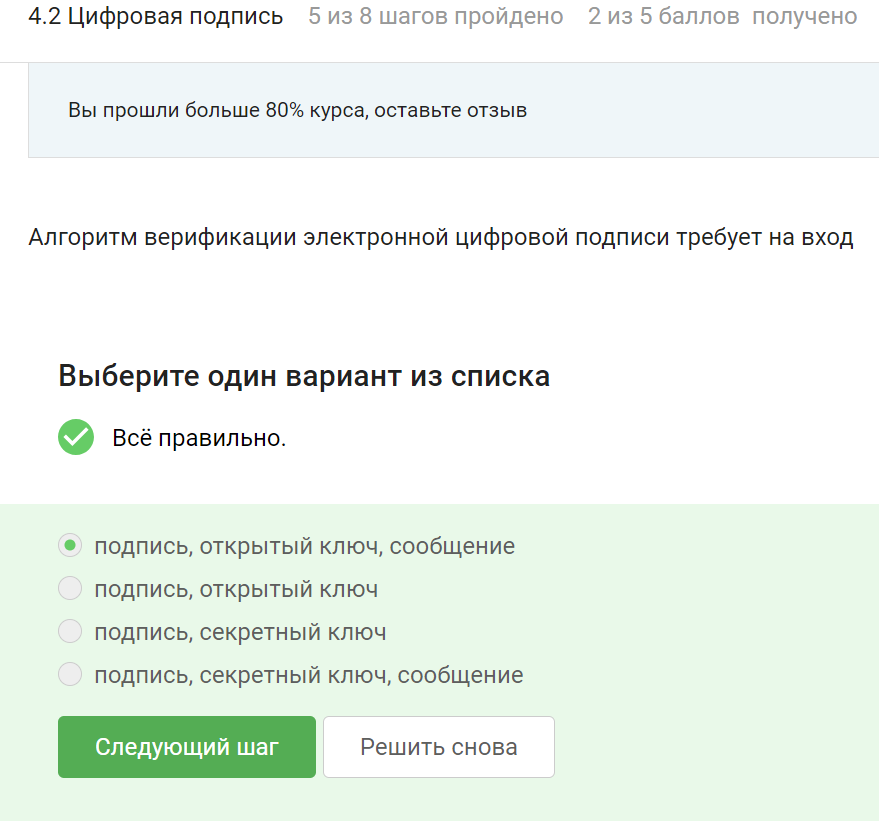 4.2 Цифровая подпись 5 из 8 шагов пройдено 2 из 5 баллов получено
Вы прошли больше 80% курса, оставьте отзыв
Алгоритм верификации электронной цифровой подписи требует на вход
Выберите один вариант из списка
Всё правильно.
подпись, открытый ключ, сообщение
подпись, открытый ключ
подпись, секретный ключ
подпись, секретный ключ, сообщение
Следующий шаг Решить снова